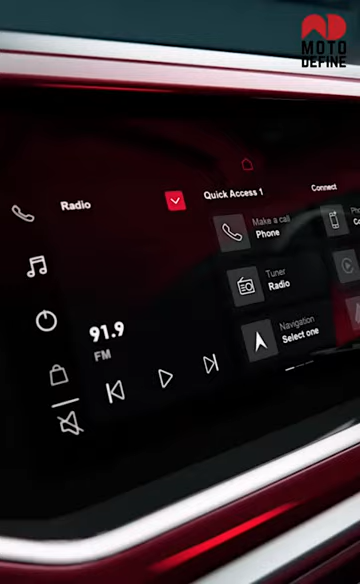 MOTO
DEFINE
Radio
Quick Access 1
Connect
Make a call
Phone
Tuner
Radio
Navigation
Select one
91.9
FM